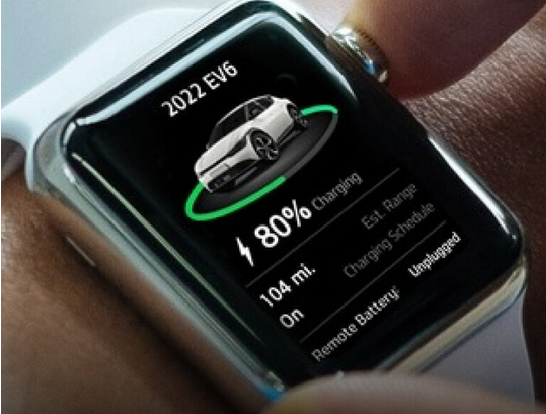 2022 EV6
80% Charging
104 mi. Est. Range
On Charging Schedule
Remote Battery: Unplugged